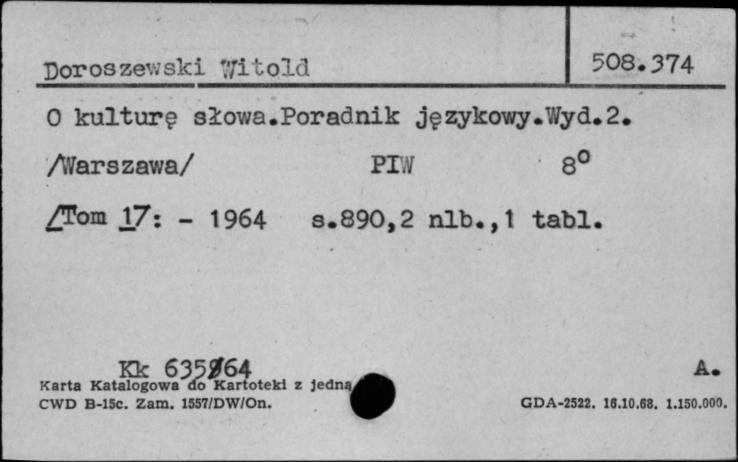 Doroszewski Witold 508.374
O kulturę słowa.Poradnik językowy.Wyd.2.
/Warszawa/ PIW 8°
/Tom 1/: - 1964 s.890,2 nlb.,1 tabl.
Kk 635/64 A.
Karta Katalogowa do Kartoteki z jedną
CWD B-15c. Zam. 1557/DW/On. GDA-2522. 16.10.68. 1.150.000.